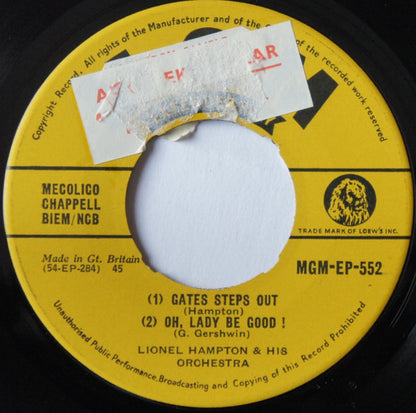 Copyright Record. All rights of the Manufacturer and of the
of the recorded work reserved.
MECOLICO
CHAPPELL
BIEM/NCB
TRADE MARK OF LOEW'S INC.
Made in Gt. Britain
(54-EP-284) 45
MGM-EP-552
(1) GATES STEPS OUT
(Hampton)
(2) OH, LADY BE GOOD !
(G. Gershwin)
LIONEL HAMPTON & HIS
ORCHESTRA
Unauthorised Public Performance, Broadcasting and Copying of this Record Prohibited